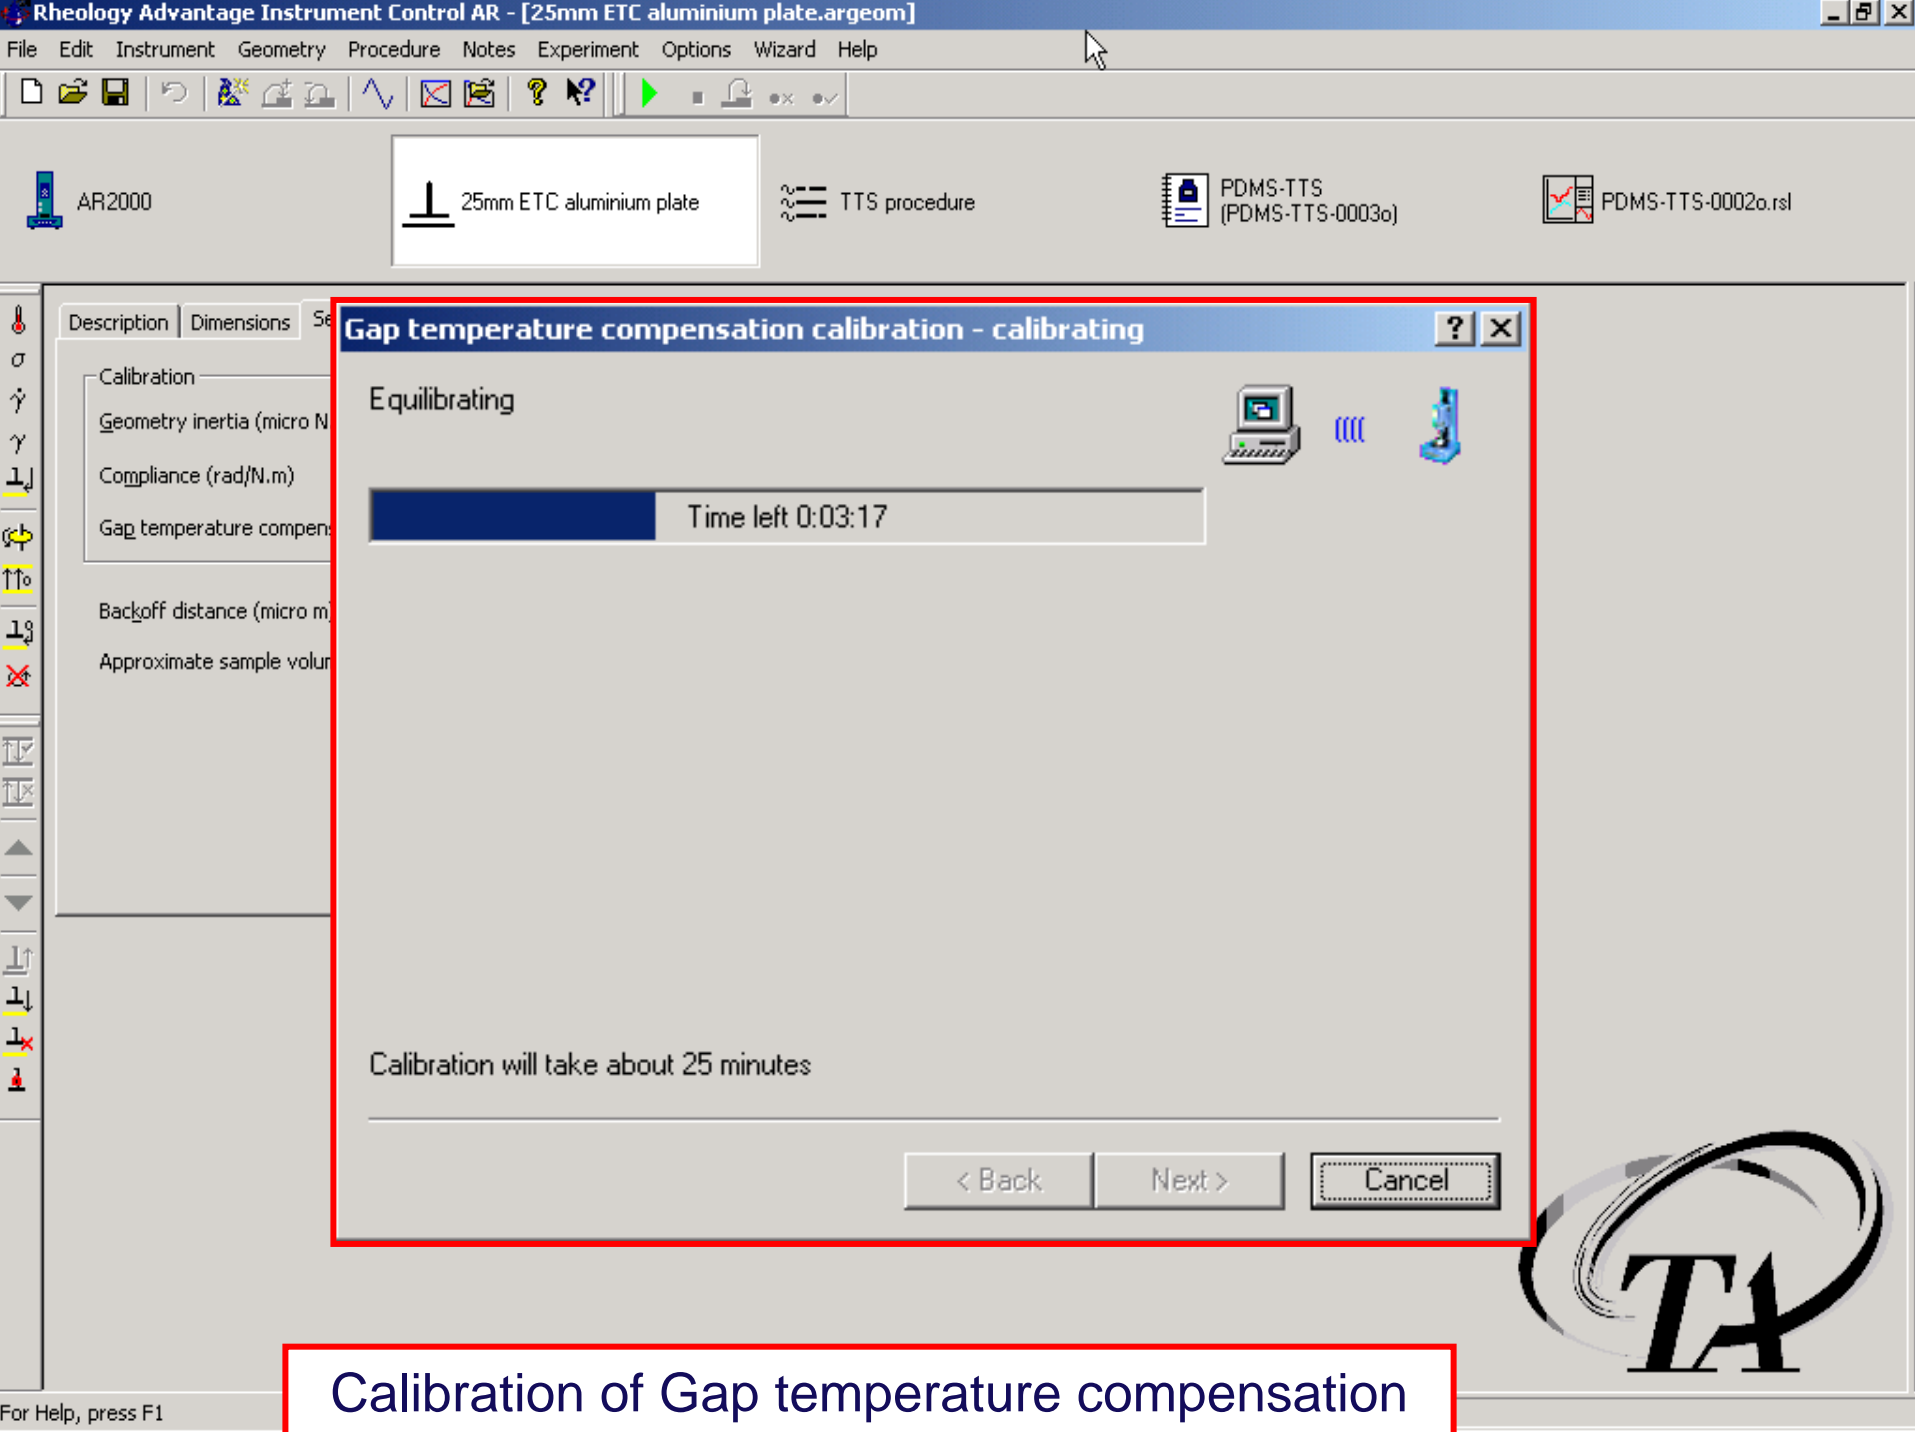 Rheology Advantage Instrument Control AR - [25mm ETC aluminium plate.argeom]
File Edit Instrument Geometry Procedure Notes Experiment Options Wizard Help
AR2000
25mm ETC aluminium plate
TTS procedure
PDMS-TTS
(PDMS-TTS-0003o)
PDMS-TTS-0002o.rsl
Description Dimensions Se
Calibration
Geometry inertia (micro N.
Compliance (rad/N.m)
Gap temperature compens
Backoff distance (micro m)
Approximate sample volum
Gap temperature compensation calibration - calibrating
Equilibrating
Time left 0:03:17
Calibration will take about 25 minutes
< Back Next > Cancel
TA
Calibration of Gap temperature compensation
For Help, press F1